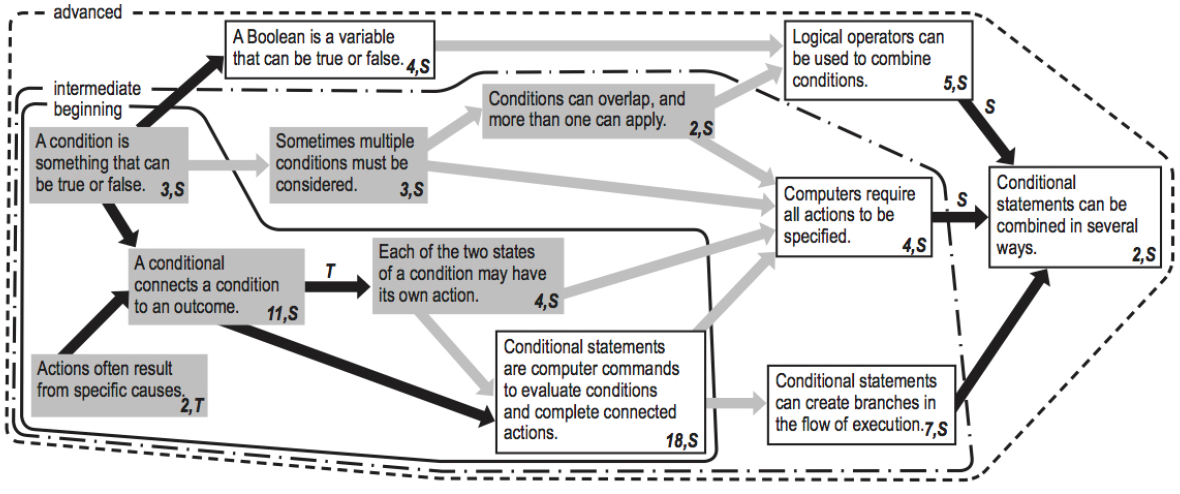 advanced
A Boolean is a variable
that can be true or false.
4,S
Logical operators can
be used to combine
conditions.
5,S
S
intermediate
beginning
Conditions can overlap, and
more than one can apply.
2,S
A condition is
something that can
be true or false.
3,S
Sometimes multiple
conditions must be
considered.
3,S
Computers require
all actions to be
specified.
4,S
S
Conditional
statements can be
combined in several
ways.
2,S
A conditional
connects a condition
to an outcome.
11,S
T
Each of the two states
of a condition may have
its own action.
4,S
Actions often result
from specific causes.
2,T
Conditional statements
are computer commands
to evaluate conditions
and complete connected
actions.
18,S
Conditional statements
can create branches in
the flow of execution.
7,S